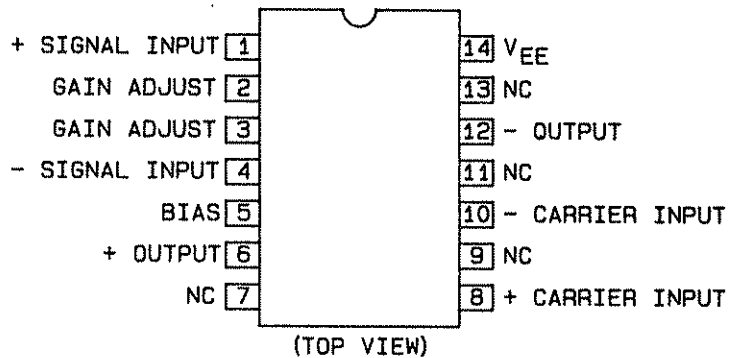 + SIGNAL INPUT 1
GAIN ADJUST 2
GAIN ADJUST 3
- SIGNAL INPUT 4
BIAS 5
+ OUTPUT 6
NC 7
14 VEE
13 NC
12 - OUTPUT
11 NC
10 - CARRIER INPUT
9 NC
8 + CARRIER INPUT
(TOP VIEW)